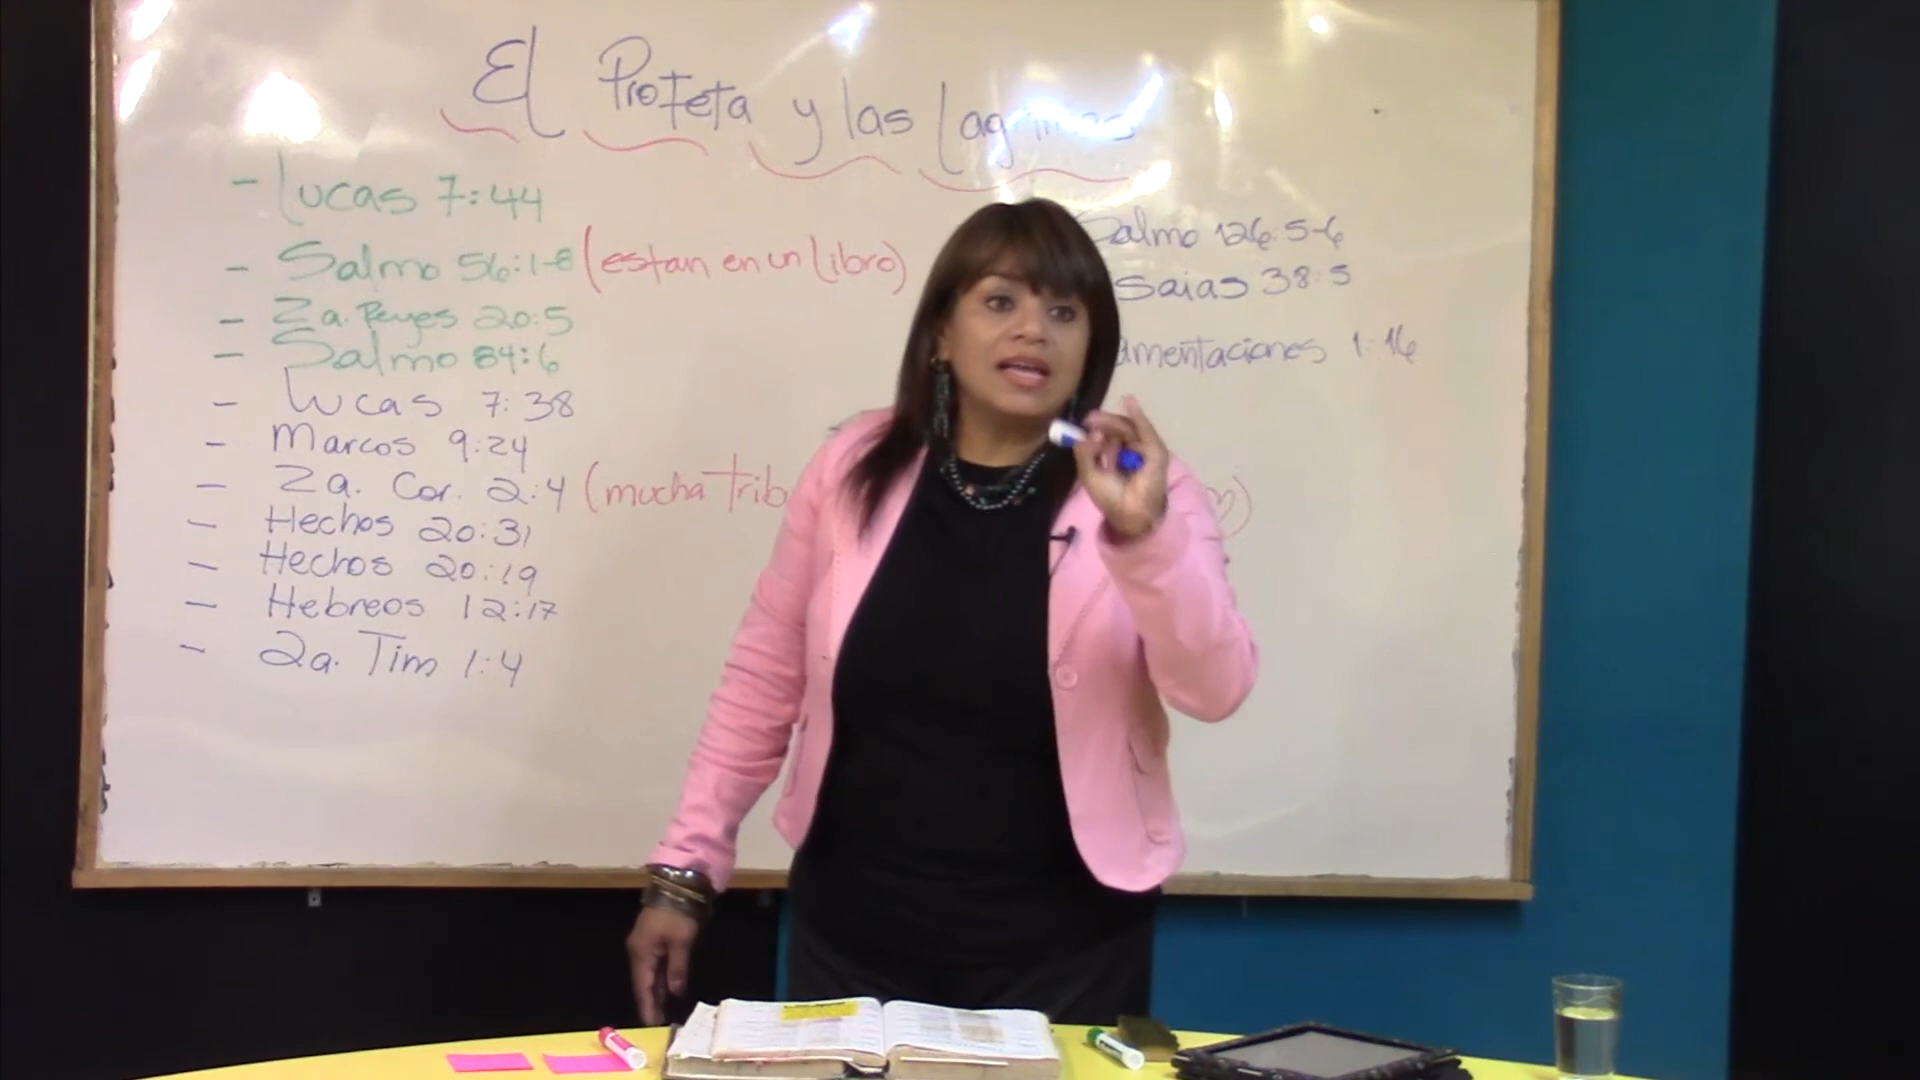 El Profeta y las Lagrimas
- Lucas 7:44
- Salmo 56:1-8 (estan en un Libro)
- 2a. Reyes 20:5
- Salmo 84:6
- Lucas 7:38
- Marcos 9:24
- 2a. Cor. 2:4 (mucha
- Hechos 20:31
- Hechos 20:19
- Hebreos 12:17
- 2a. Tim 1:4
Salmo 126:5-6
saias 38:5
amentaciones 1:16